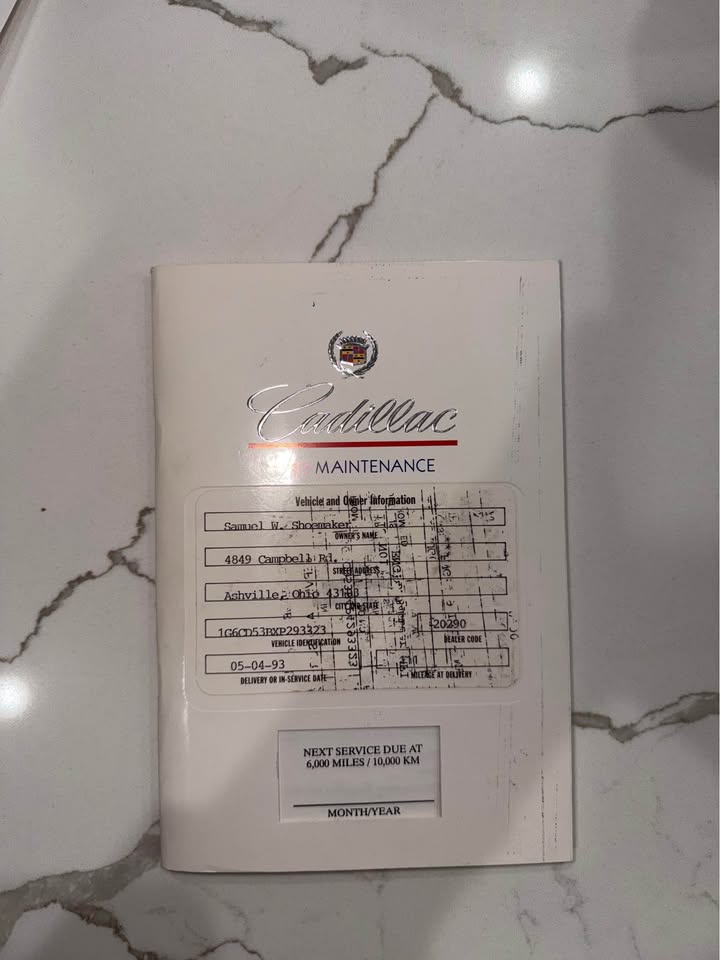 Cadillac
MAINTENANCE
Vehicle and Owner Information
Samuel W. Shoemaker
OWNER'S NAME
4849 Campbell Rd.
STREET ADDRESS
Ashville, Ohio 43103
CITY AND STATE
1G6CD53BXP293323 20290
VEHICLE IDENTIFICATION DEALER CODE
05-04-93
DELIVERY OR IN-SERVICE DATE MILEAGE AT DELIVERY
NEXT SERVICE DUE AT
6,000 MILES / 10,000 KM
MONTH/YEAR